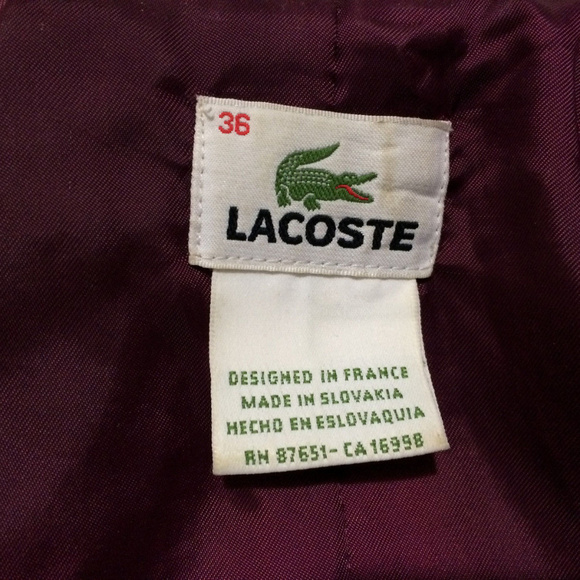 36
LACOSTE
DESIGNED IN FRANCE
MADE IN SLOVAKIA
HECHO EN ESLOVAQUIA
RN 87651-CA 16998